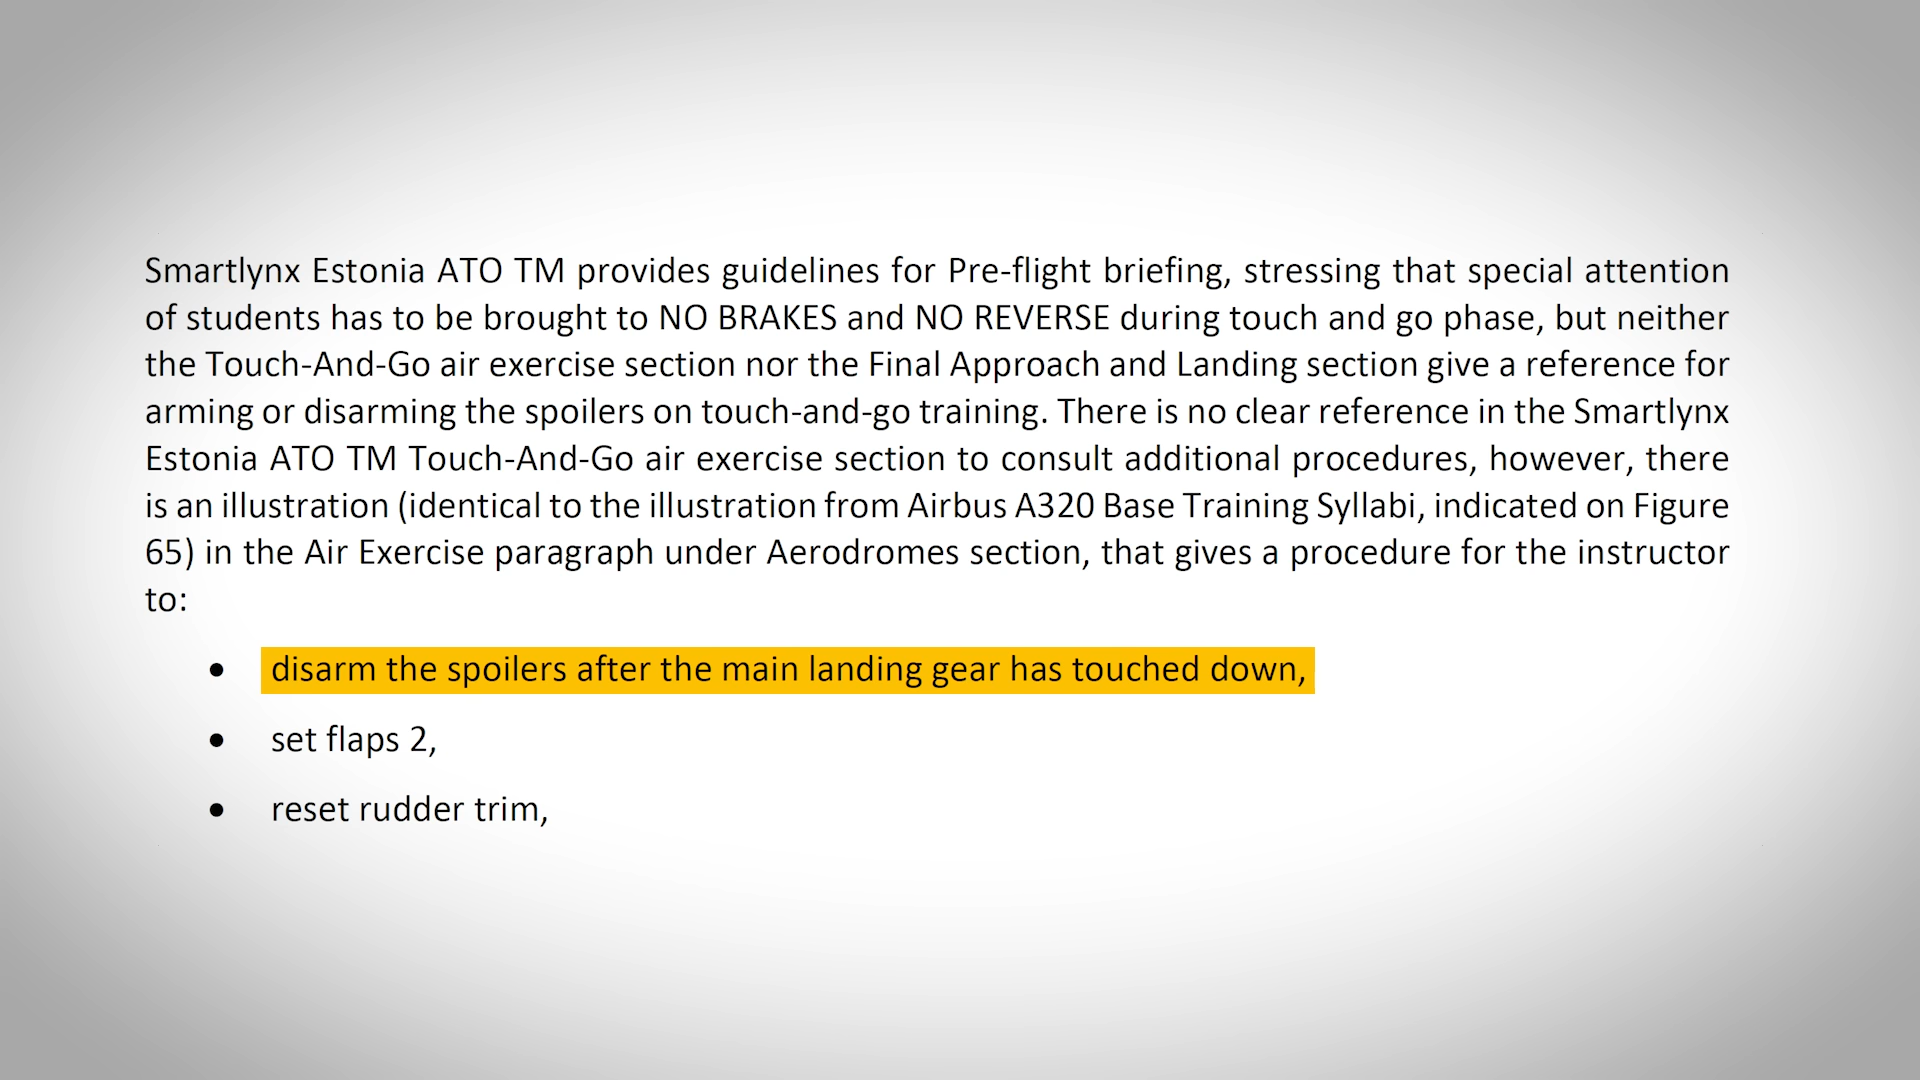 Smartlynx Estonia ATO TM provides guidelines for Pre-flight briefing, stressing that special attention
of students has to be brought to NO BRAKES and NO REVERSE during touch and go phase, but neither
the Touch-And-Go air exercise section nor the Final Approach and Landing section give a reference for
arming or disarming the spoilers on touch-and-go training. There is no clear reference in the Smartlynx
Estonia ATO TM Touch-And-Go air exercise section to consult additional procedures, however, there
is an illustration (identical to the illustration from Airbus A320 Base Training Syllabi, indicated on Figure
65) in the Air Exercise paragraph under Aerodromes section, that gives a procedure for the instructor
to:
• disarm the spoilers after the main landing gear has touched down,
• set flaps 2,
• reset rudder trim,